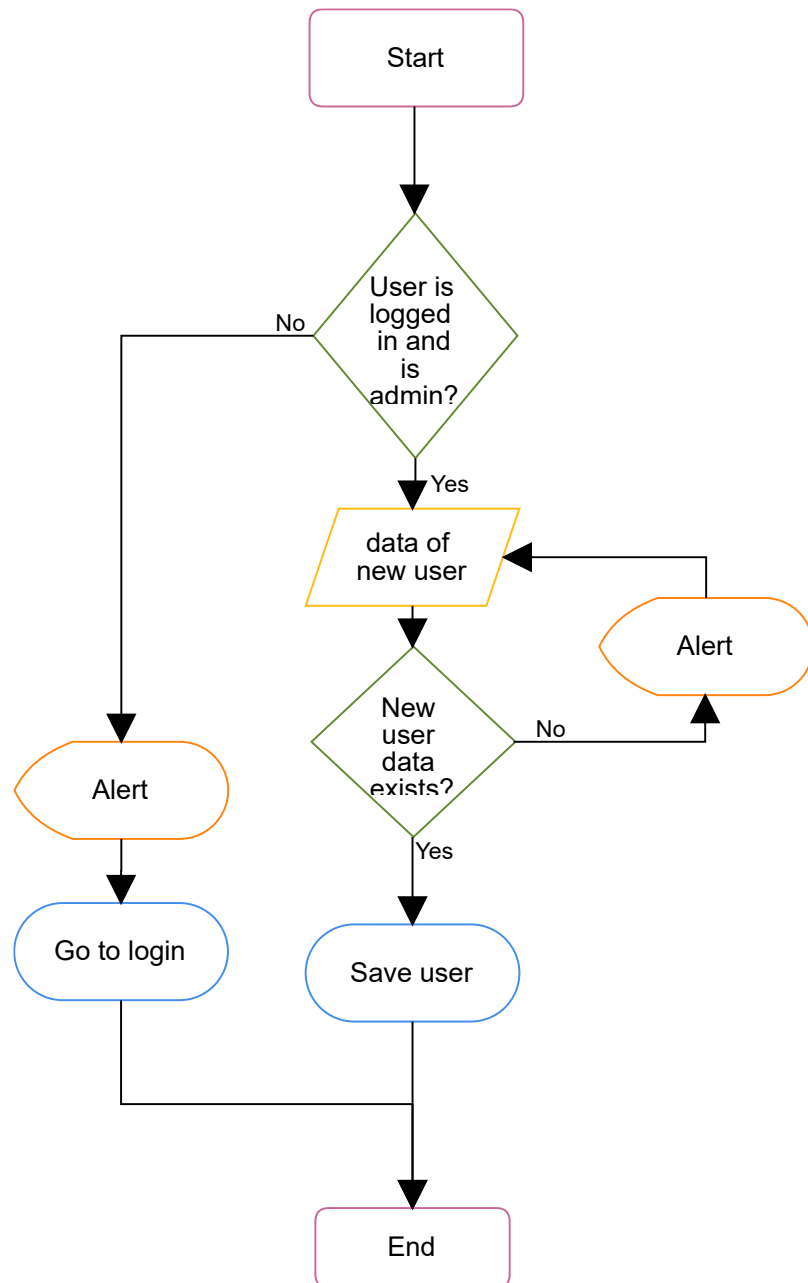 Start
User is
logged
in and
is
admin?
No
Yes
data of
new user
Alert
New
user
data
exists?
No
Alert
Yes
Go to login
Save user
End